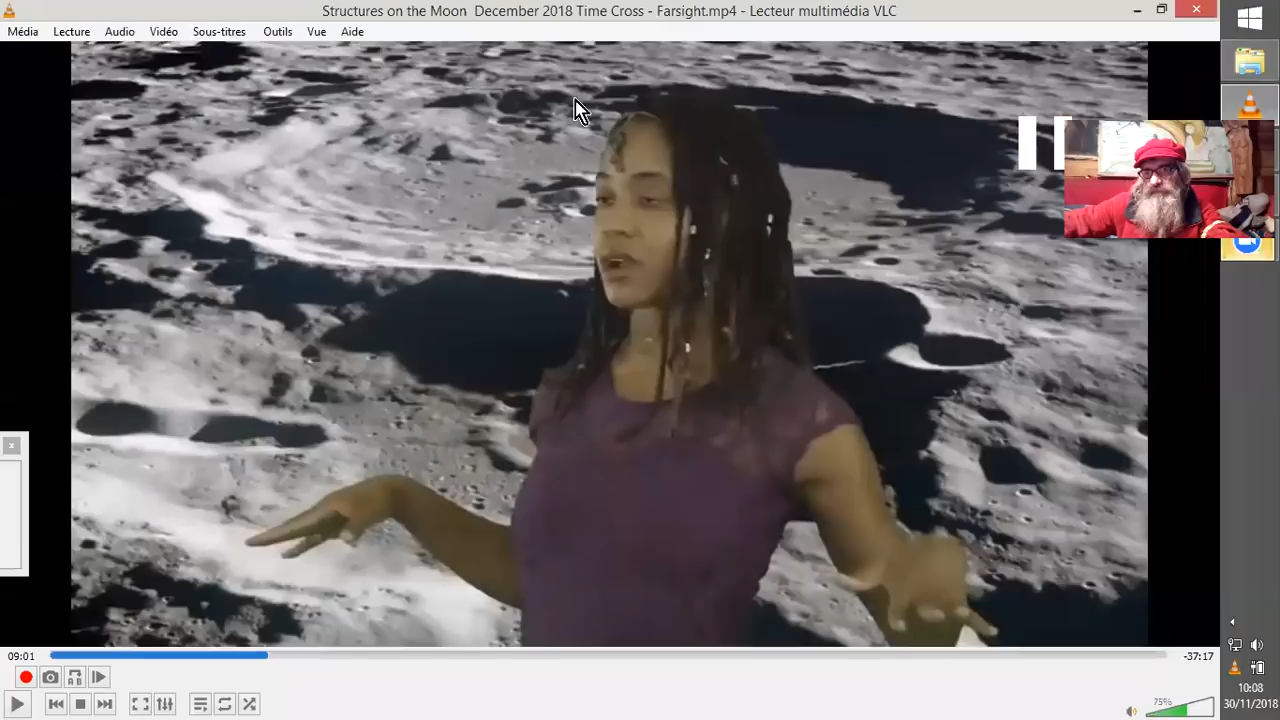 Structures on the Moon  December 2018 Time Cross - Farsight.mp4 - Lecteur multimédia VLC
Média Lecture Audio Vidéo Sous-titres Outils Vue Aide
09:01
-37:17
75%
10:08
30/11/2018